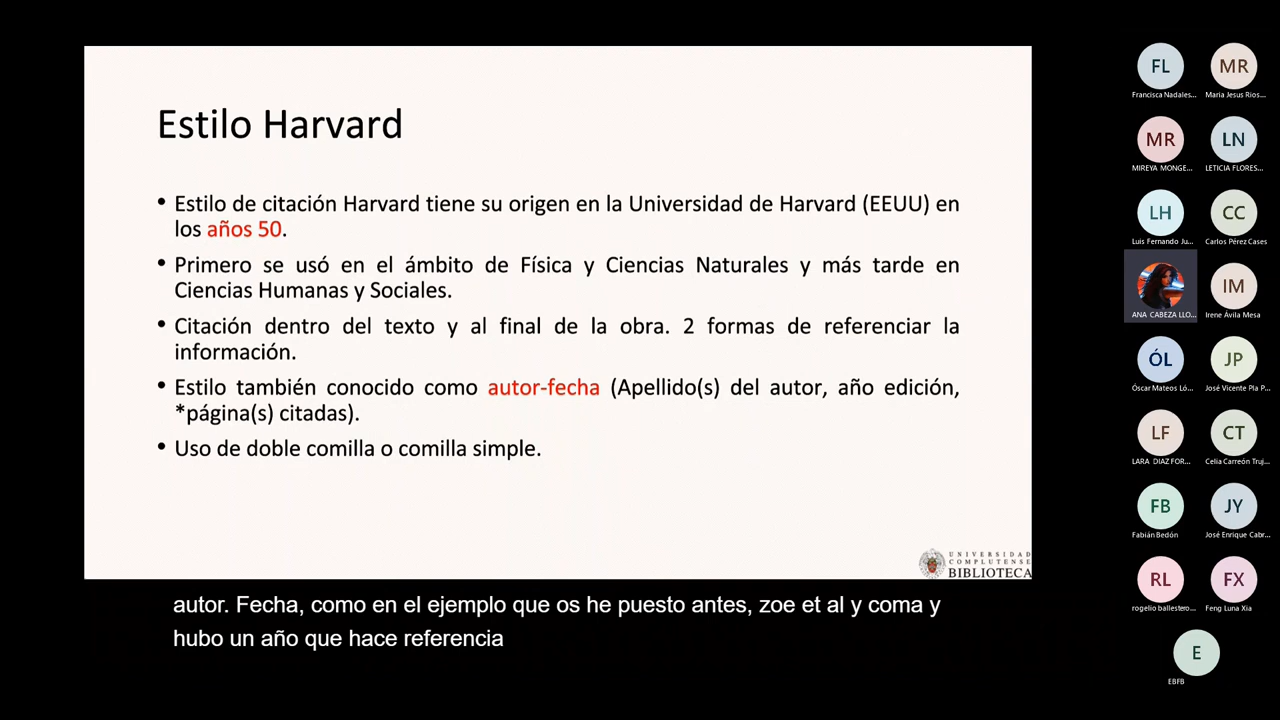 Estilo Harvard
• Estilo de citación Harvard tiene su origen en la Universidad de Harvard (EEUU) en
los años 50.
• Primero se usó en el ámbito de Física y Ciencias Naturales y más tarde en
Ciencias Humanas y Sociales.
• Citación dentro del texto y al final de la obra. 2 formas de referenciar la
información.
• Estilo también conocido como autor-fecha (Apellido(s) del autor, año edición,
*página(s) citadas).
• Uso de doble comilla o comilla simple.
UNIVERSIDAD
COMPLUTENSE
BIBLIOTECA
autor. Fecha, como en el ejemplo que os he puesto antes, zoe et al y coma y
hubo un año que hace referencia
FL MR
Francisca Nadales... Maria Jesus Ríos...
MR LN
MIREYA MONGE... LETICIA FLORES...
LH CC
Luis Fernando Ju... Carlos Pérez Cases
IM
ANA CABEZA LLO... Irene Ávila Mesa
ÓL JP
Óscar Mateos Ló... José Vicente Pla P...
LF CT
LARA DIAZ FOR... Celia Carreón Truj...
FB JY
Fabián Bedón José Enrique Cabr...
RL FX
rogelio ballestero... Feng Luna Xia
E
EBFB